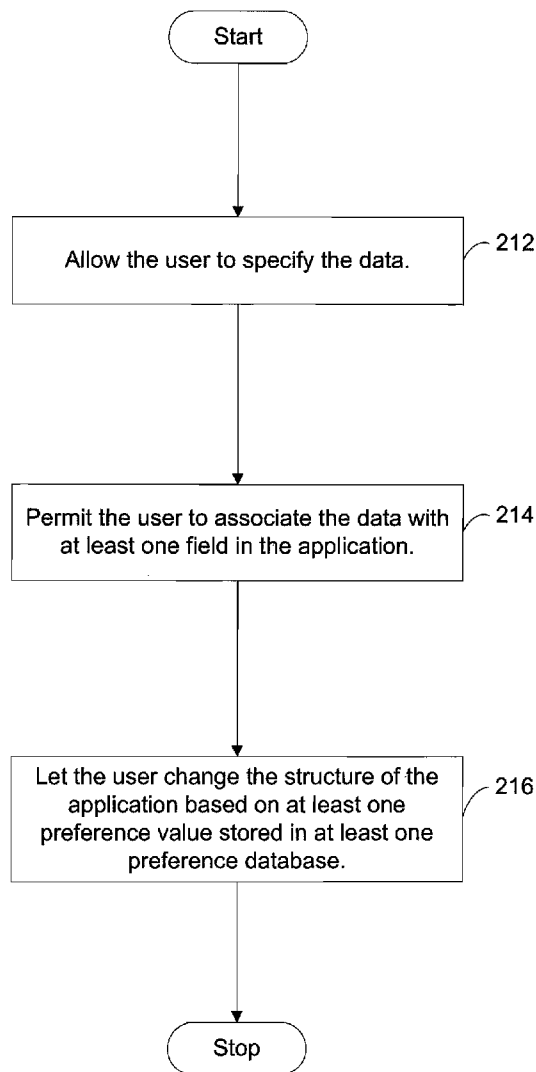 Start
Allow the user to specify the data.
212
Permit the user to associate the data with
at least one field in the application.
214
Let the user change the structure of the
application based on at least one
preference value stored in at least one
preference database.
216
Stop